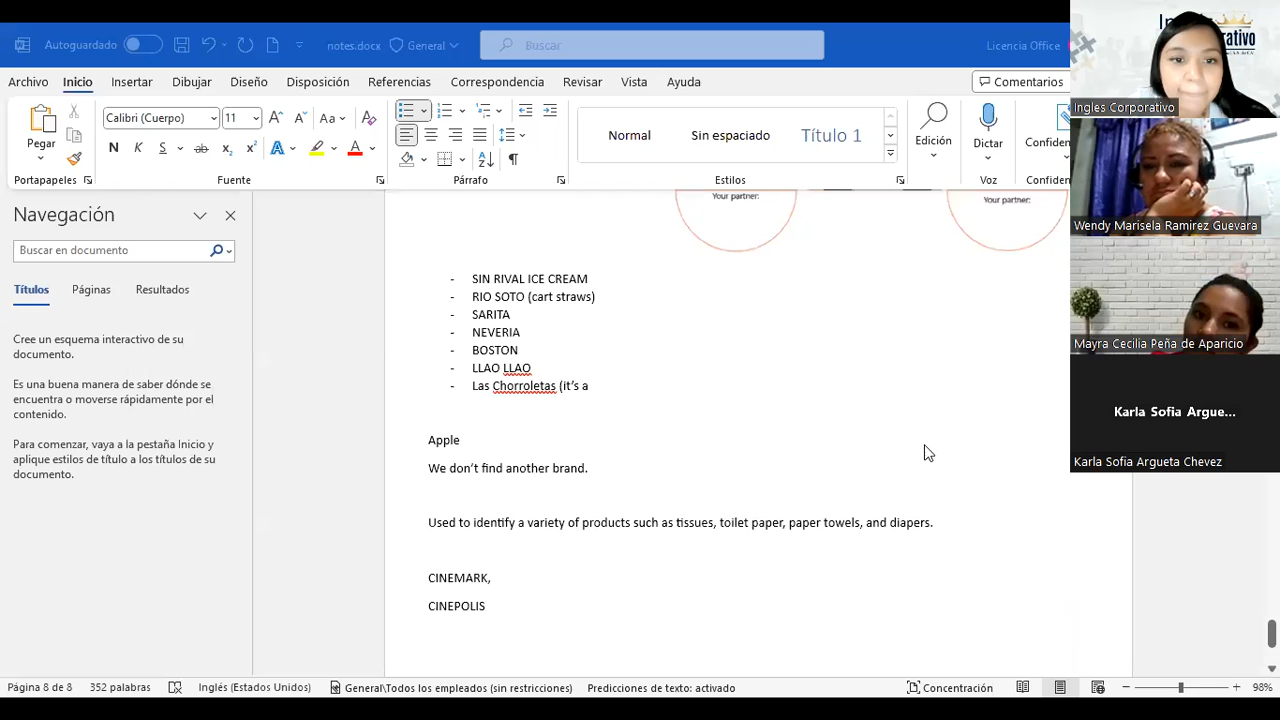 Autoguardado
notes.docx
General
Buscar
Licencia Office
Archivo
Inicio
Insertar
Dibujar
Diseño
Disposición
Referencias
Correspondencia
Revisar
Vista
Ayuda
Comentarios
Pegar
Calibri (Cuerpo)
11
Normal
Sin espaciado
Título 1
Edición
Dictar
Confiden
Portapapeles
Fuente
Párrafo
Estilos
Voz
Confiden
Navegación
Buscar en documento
Títulos
Páginas
Resultados
Cree un esquema interactivo de su
documento.
Es una buena manera de saber dónde se
encuentra o moverse rápidamente por el
contenido.
Para comenzar, vaya a la pestaña Inicio y
aplique estilos de título a los títulos de su
documento.
Your partner:
Your partner:
- SIN RIVAL ICE CREAM
- RIO SOTO (cart straws)
- SARITA
- NEVERIA
- BOSTON
- LLAO LLAO
- Las Chorroletas (it's a
Apple
We don't find another brand.
Used to identify a variety of products such as tissues, toilet paper, paper towels, and diapers.
CINEMARK,
CINEPOLIS
Ingles Corporativo
Wendy Marisela Ramirez Guevara
Mayra Cecilia Peña de Aparicio
Karla Sofia Argue...
Karla Sofia Argueta Chevez
Página 8 de 8
352 palabras
Inglés (Estados Unidos)
General\Todos los empleados (sin restricciones)
Predicciones de texto: activado
Concentración
98%